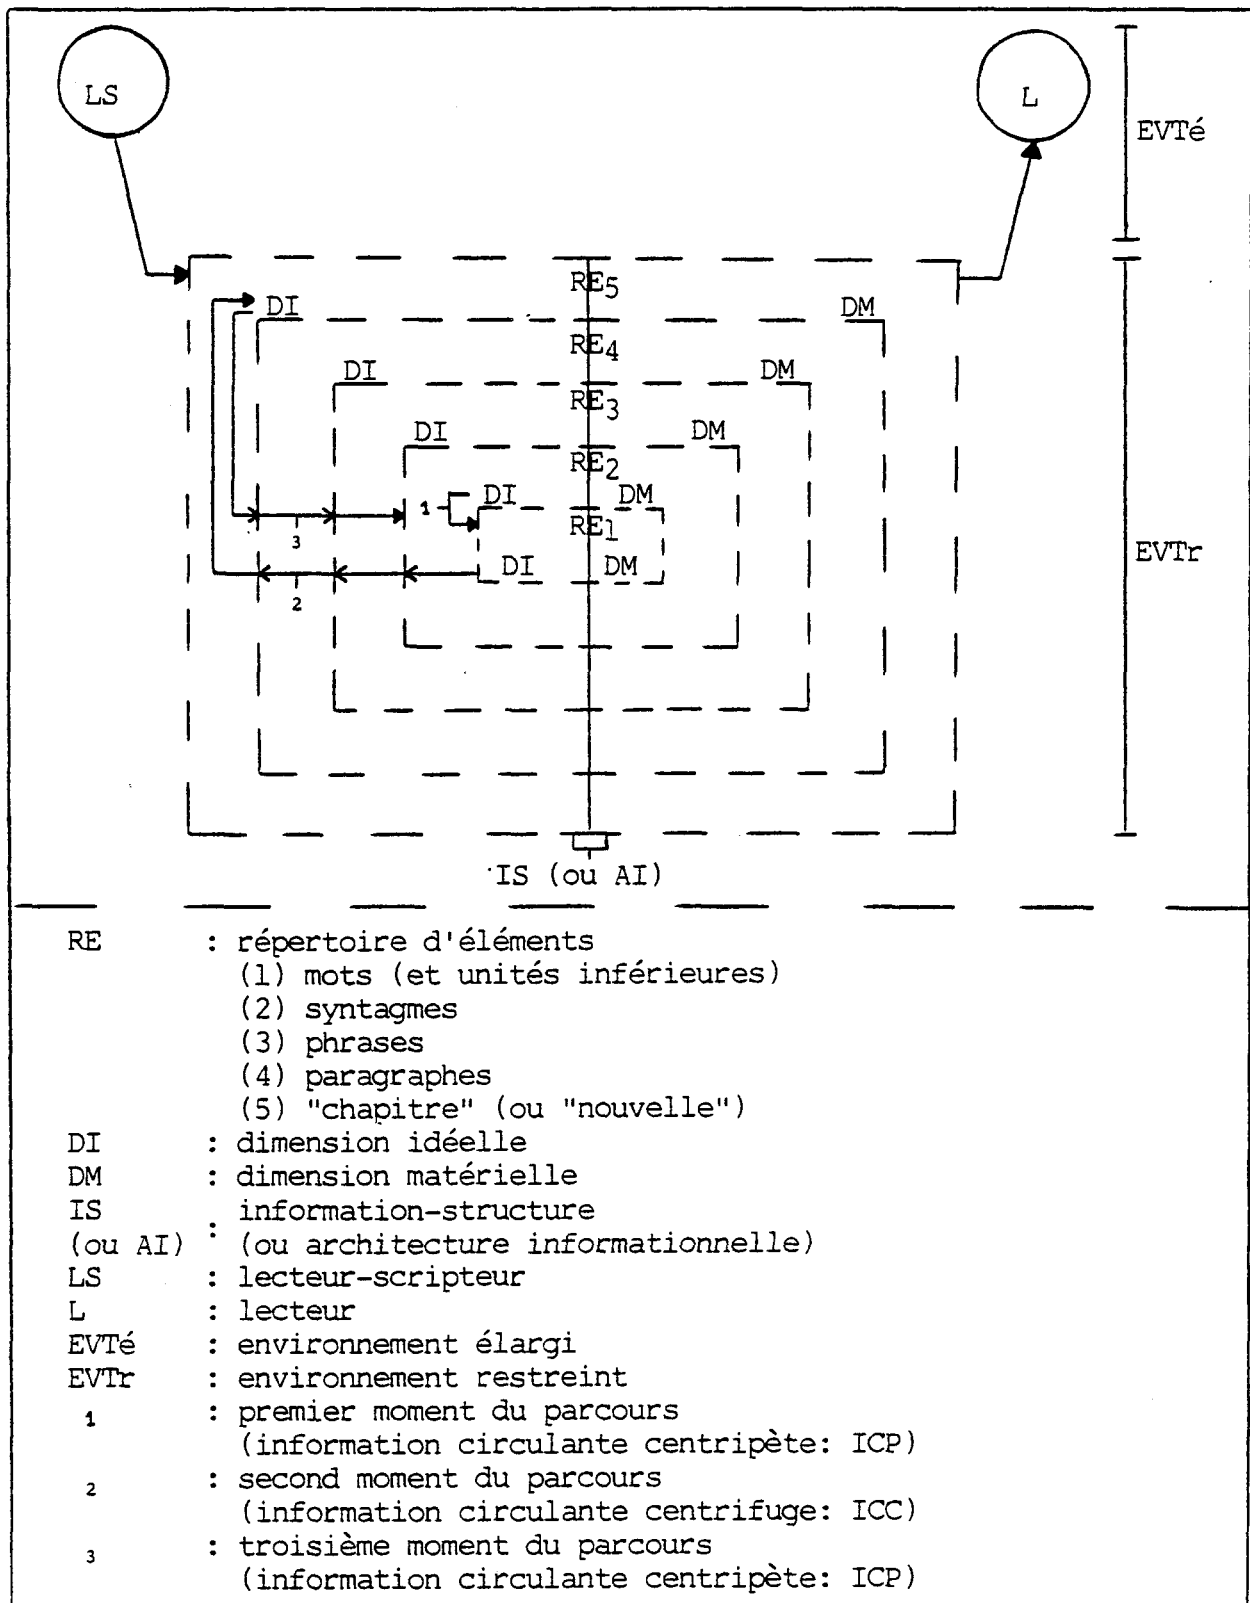 LS
L
EVTé
RE5
DI
DM
RE4
DI
DM
RE3
DI
DM
RE2
1
DI
DM
RE1
3
DI
DM
2
EVTr
IS (ou AI)
RE : répertoire d'éléments
(1) mots (et unités inférieures)
(2) syntagmes
(3) phrases
(4) paragraphes
(5) "chapitre" (ou "nouvelle")
DI : dimension idéelle
DM : dimension matérielle
IS information-structure
(ou AI) : (ou architecture informationnelle)
LS : lecteur-scripteur
L : lecteur
EVTé : environnement élargi
EVTr : environnement restreint
1 : premier moment du parcours
(information circulante centripète: ICP)
2 : second moment du parcours
(information circulante centrifuge: ICC)
3 : troisième moment du parcours
(information circulante centripète: ICP)